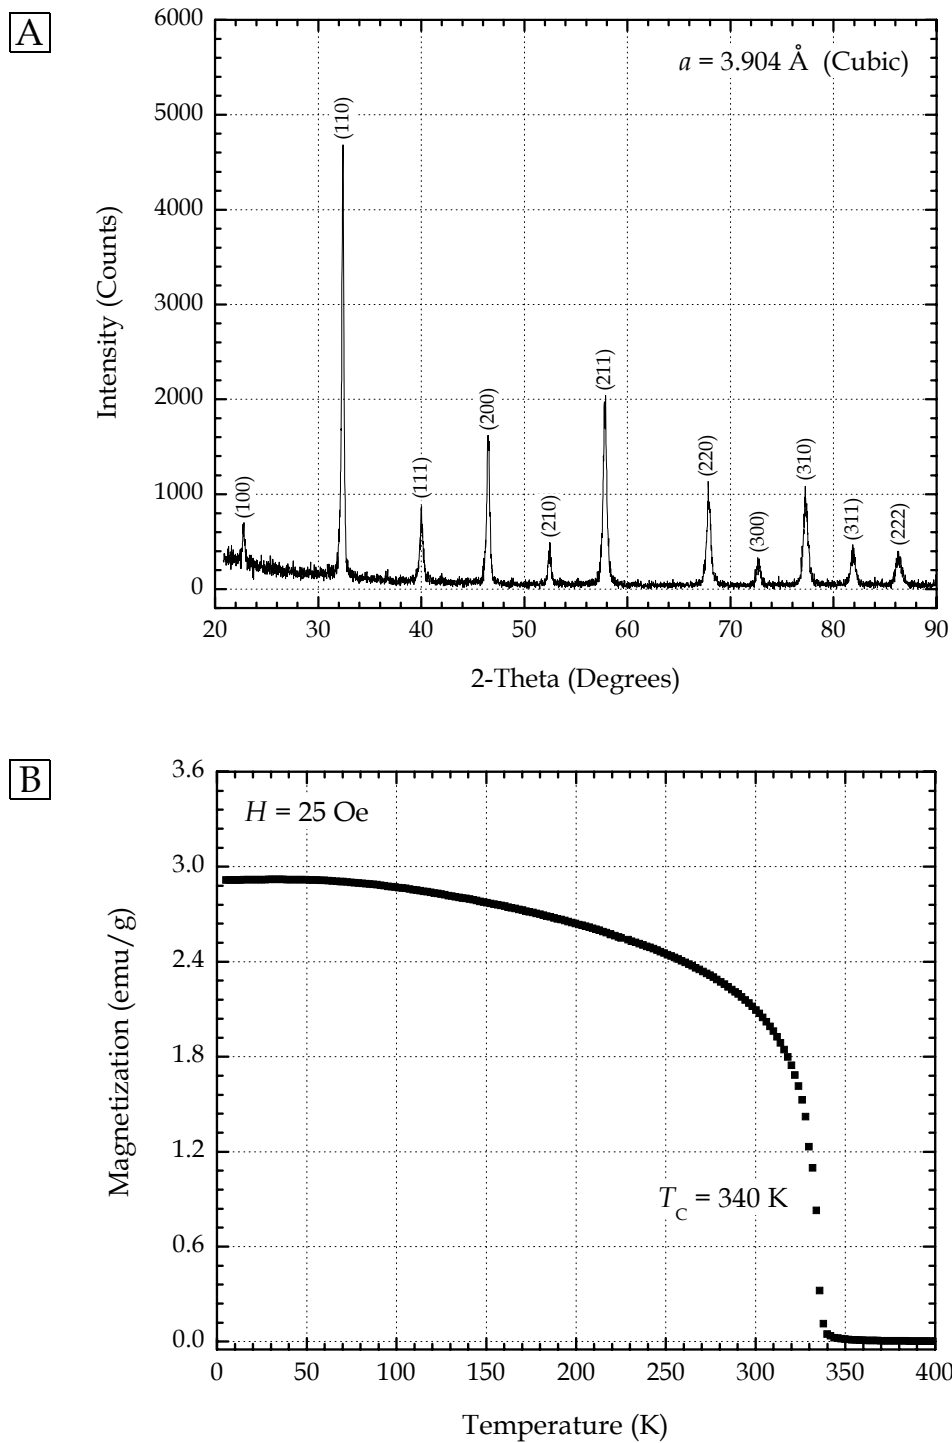 A
6000
5000
4000
3000
2000
1000
0
Intensity (Counts)
a = 3.904 Å (Cubic)
(100)
(110)
(111)
(200)
(210)
(211)
(220)
(300)
(310)
(311)
(222)
20 30 40 50 60 70 80 90
2-Theta (Degrees)
B
3.6
3.0
2.4
1.8
1.2
0.6
0.0
Magnetization (emu/g)
H = 25 Oe
T_C = 340 K
0 50 100 150 200 250 300 350 400
Temperature (K)